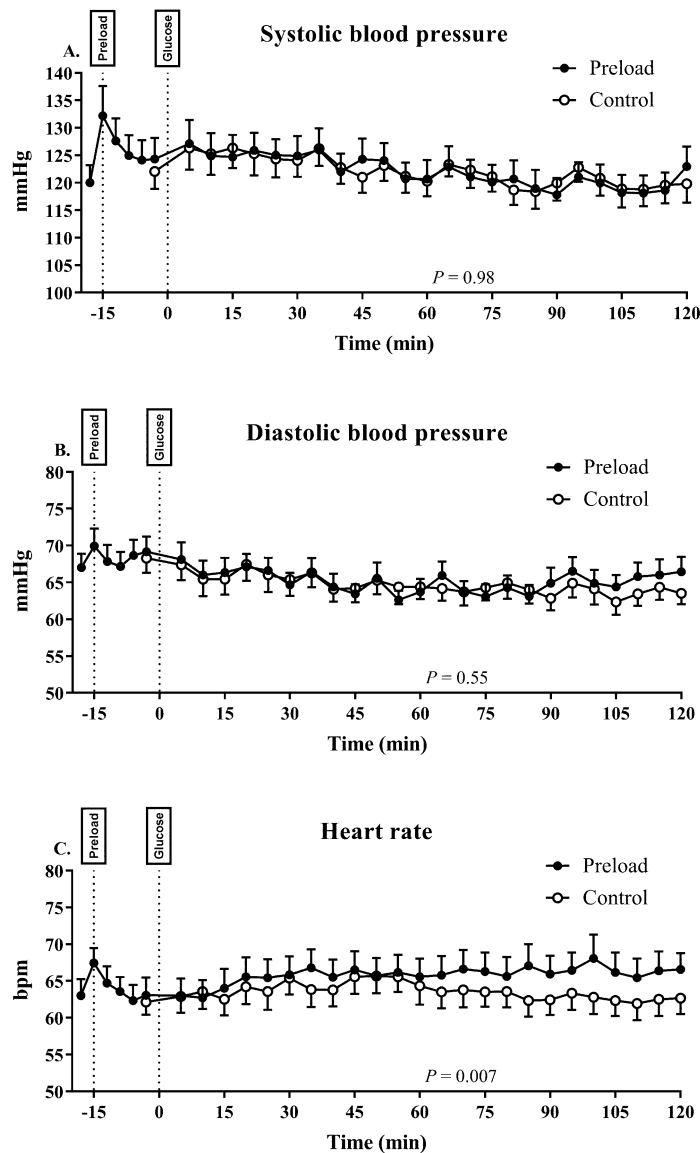 Preload
Glucose
A.
Systolic blood pressure
Preload
Control
140
135
130
125
120
115
110
105
100
mmHg
P = 0.98
-15 0 15 30 45 60 75 90 105 120
Time (min)
Preload
Glucose
B.
Diastolic blood pressure
Preload
Control
80
75
70
65
60
55
50
mmHg
P = 0.55
-15 0 15 30 45 60 75 90 105 120
Time (min)
Preload
Glucose
C.
Heart rate
Preload
Control
80
75
70
65
60
55
50
bpm
P = 0.007
-15 0 15 30 45 60 75 90 105 120
Time (min)